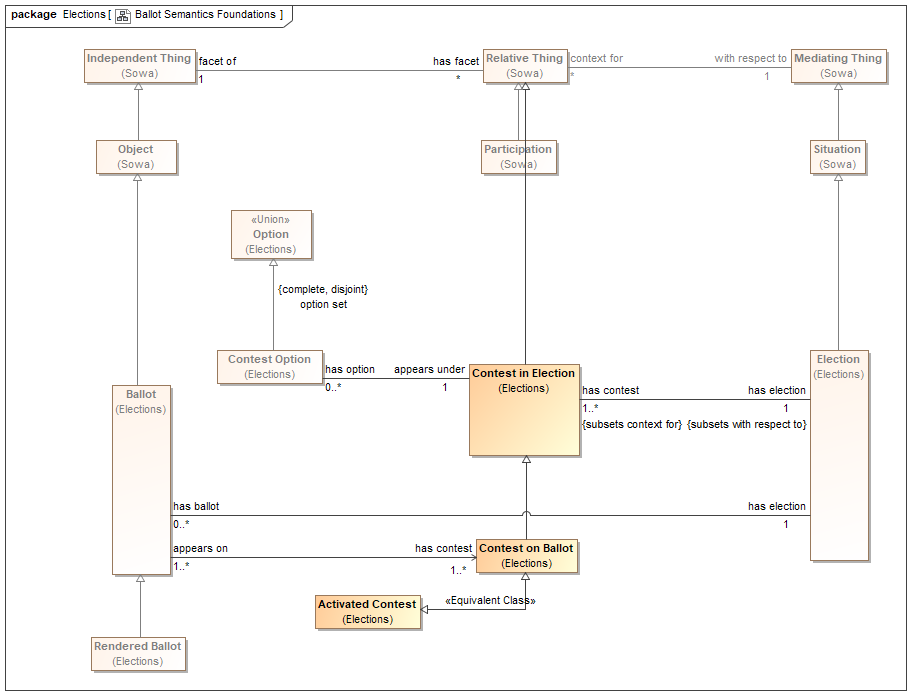 package Elections [ Ballot Semantics Foundations ]
Independent Thing
(Sowa)
facet of
1
has facet
*
Relative Thing
(Sowa)
context for
*
with respect to
1
Mediating Thing
(Sowa)
Object
(Sowa)
Participation
(Sowa)
Situation
(Sowa)
«Union»
Option
(Elections)
{complete, disjoint}
option set
Contest Option
(Elections)
has option
0..*
appears under
1
Contest in Election
(Elections)
has contest
1..*
{subsets context for}
has election
1
{subsets with respect to}
Election
(Elections)
Ballot
(Elections)
has ballot
0..*
has election
1
appears on
1..*
has contest
1..*
Contest on Ballot
(Elections)
Activated Contest
(Elections)
«Equivalent Class»
Rendered Ballot
(Elections)